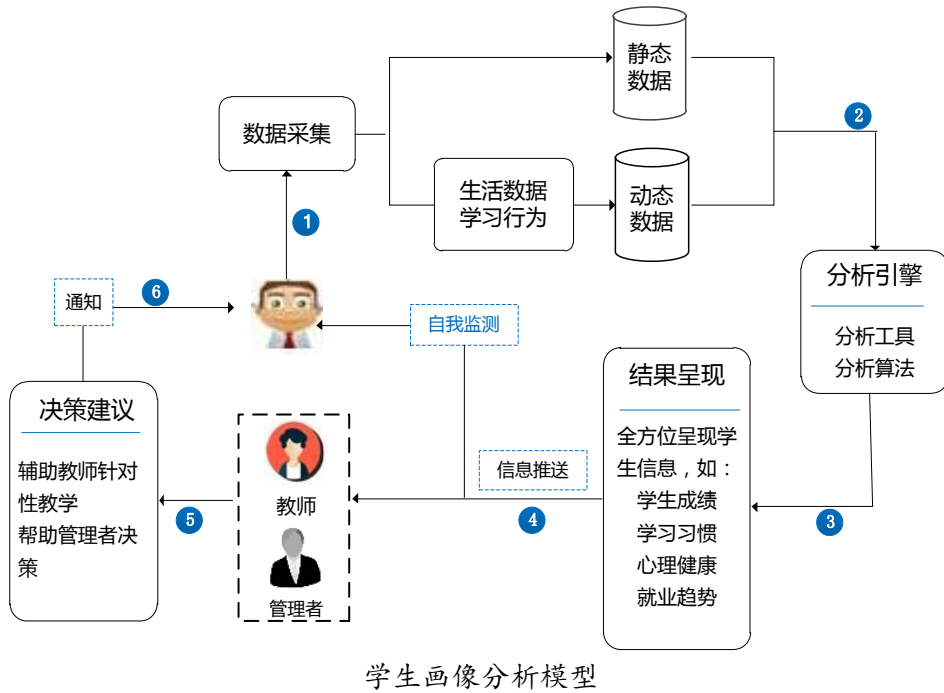 静态
数据
2
数据采集
生活数据
学习行为
动态
数据
1
分析引擎
分析工具
分析算法
通知
6
自我监测
结果呈现
全方位呈现学
生信息，如：
学生成绩
学习习惯
心理健康
就业趋势
3
信息推送
4
教师
管理者
5
决策建议
辅助教师针对
性教学
帮助管理者决
策
学生画像分析模型